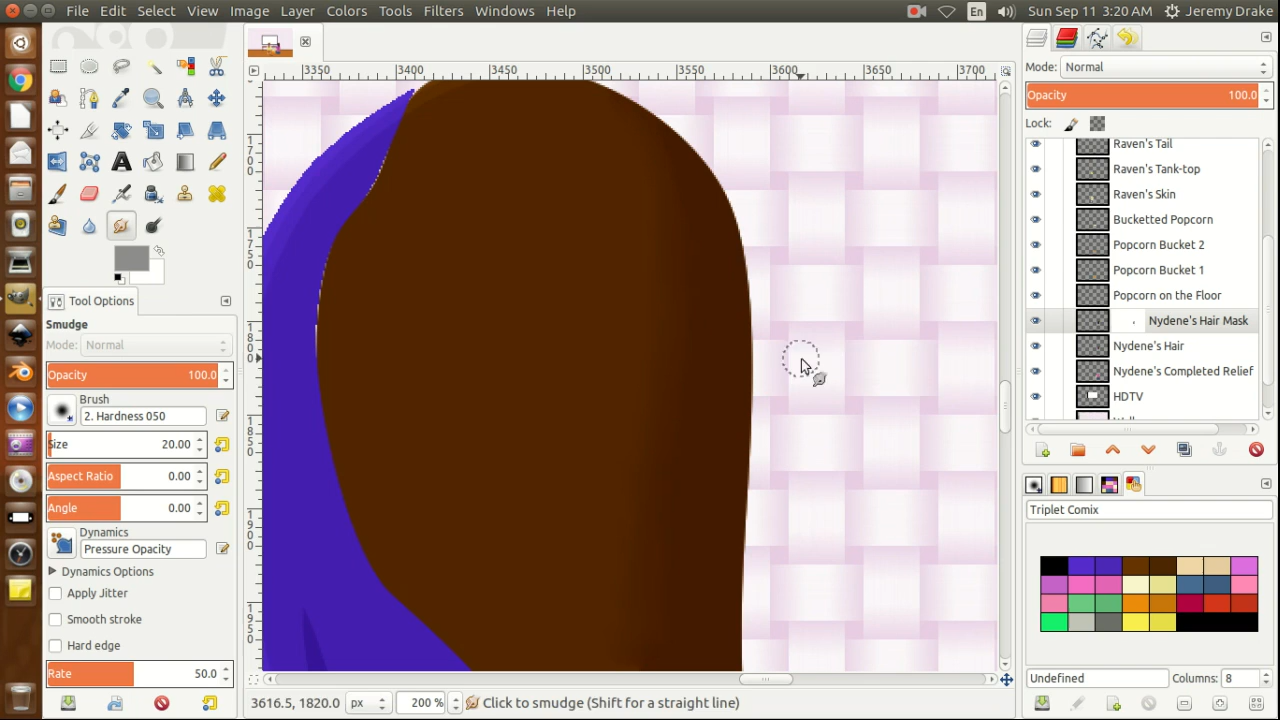 File Edit Select View Image Layer Colors Tools Filters Windows Help
En Sun Sep 11 3:20 AM Jeremy Drake
3350 3400 3450 3500 3550 3600 3650 3700
1700
1750
1800
1850
1900
1950
Tool Options
Smudge
Mode: Normal
Opacity 100.0
Brush
2. Hardness 050
Size 20.00
Aspect Ratio 0.00
Angle 0.00
Dynamics
Pressure Opacity
Dynamics Options
Apply Jitter
Smooth stroke
Hard edge
Rate 50.0
Mode: Normal
Opacity 100.0
Lock:
Raven's Tail
Raven's Tank-top
Raven's Skin
Bucketted Popcorn
Popcorn Bucket 2
Popcorn Bucket 1
Popcorn on the Floor
Nydene's Hair Mask
Nydene's Hair
Nydene's Completed Relief
HDTV
Triplet Comix
Undefined Columns: 8
3616.5, 1820.0 px 200 % Click to smudge (Shift for a straight line)